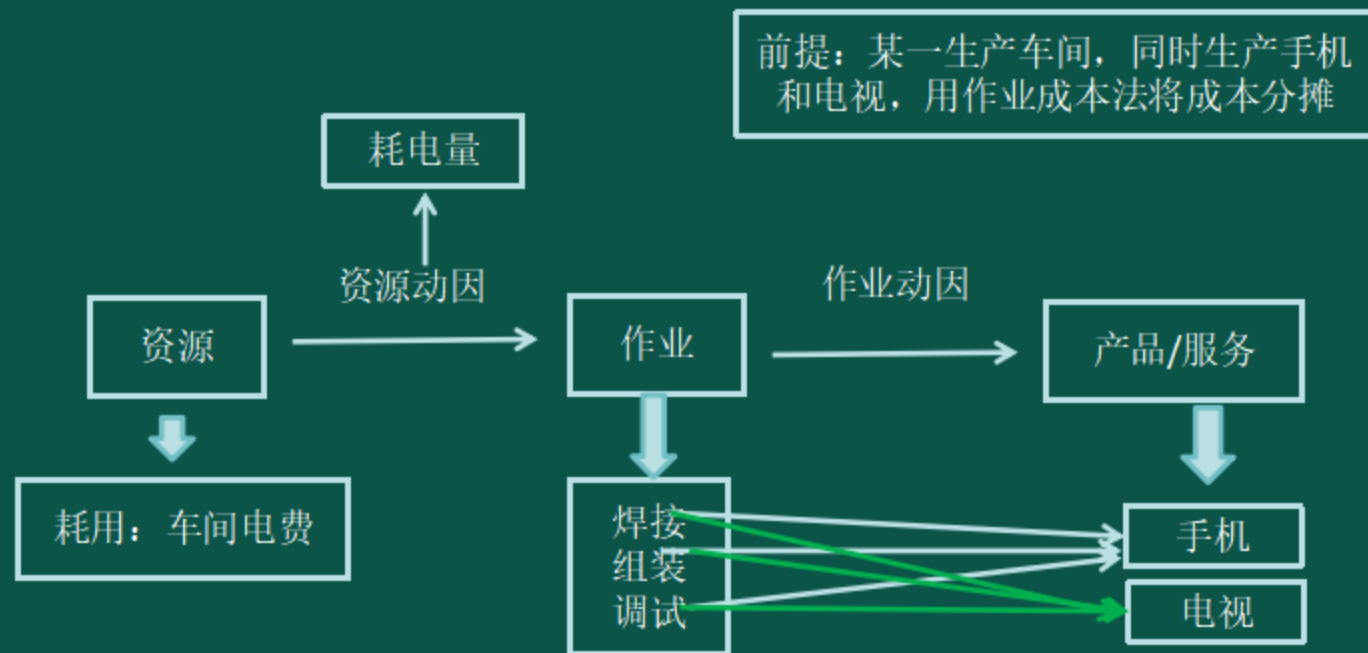 前提：某一生产车间，同时生产手机
和电视，用作业成本法将成本分摊
耗电量
资源动因
作业动因
资源
作业
产品/服务
耗用：车间电费
焊接
组装
调试
手机
电视